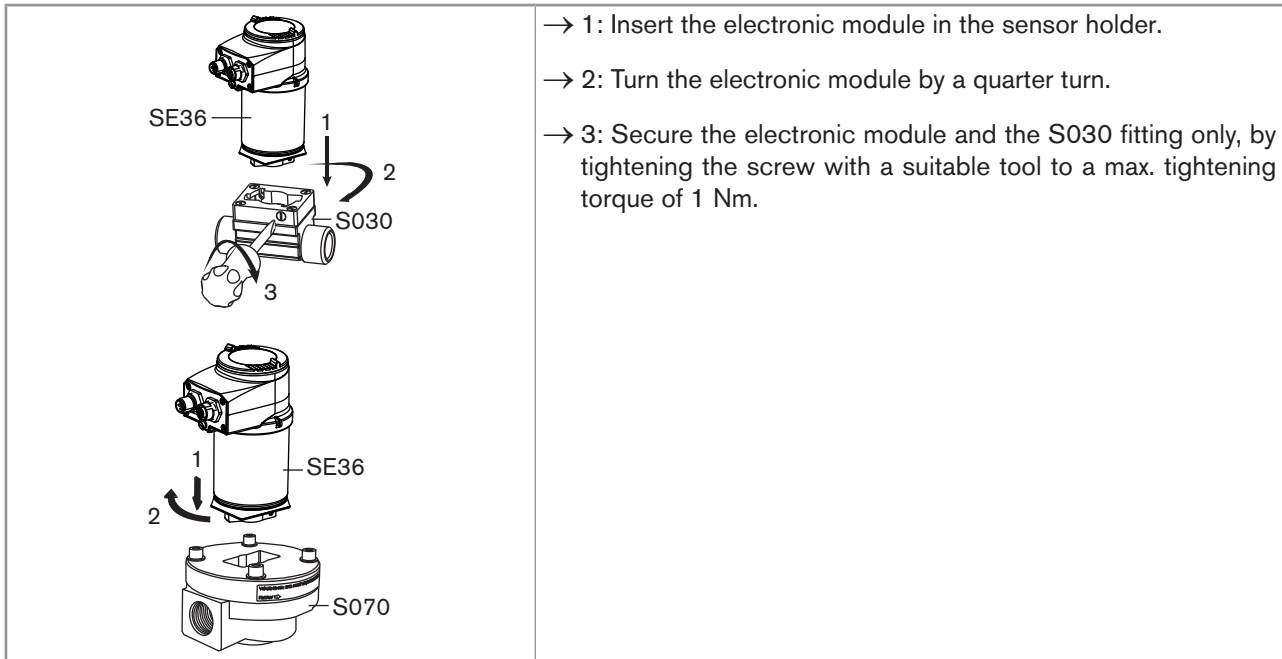 SE36
1
2
S030
3
1
SE36
2
S070
→ 1: Insert the electronic module in the sensor holder.
→ 2: Turn the electronic module by a quarter turn.
→ 3: Secure the electronic module and the S030 fitting only, by
tightening the screw with a suitable tool to a max. tightening
torque of 1 Nm.